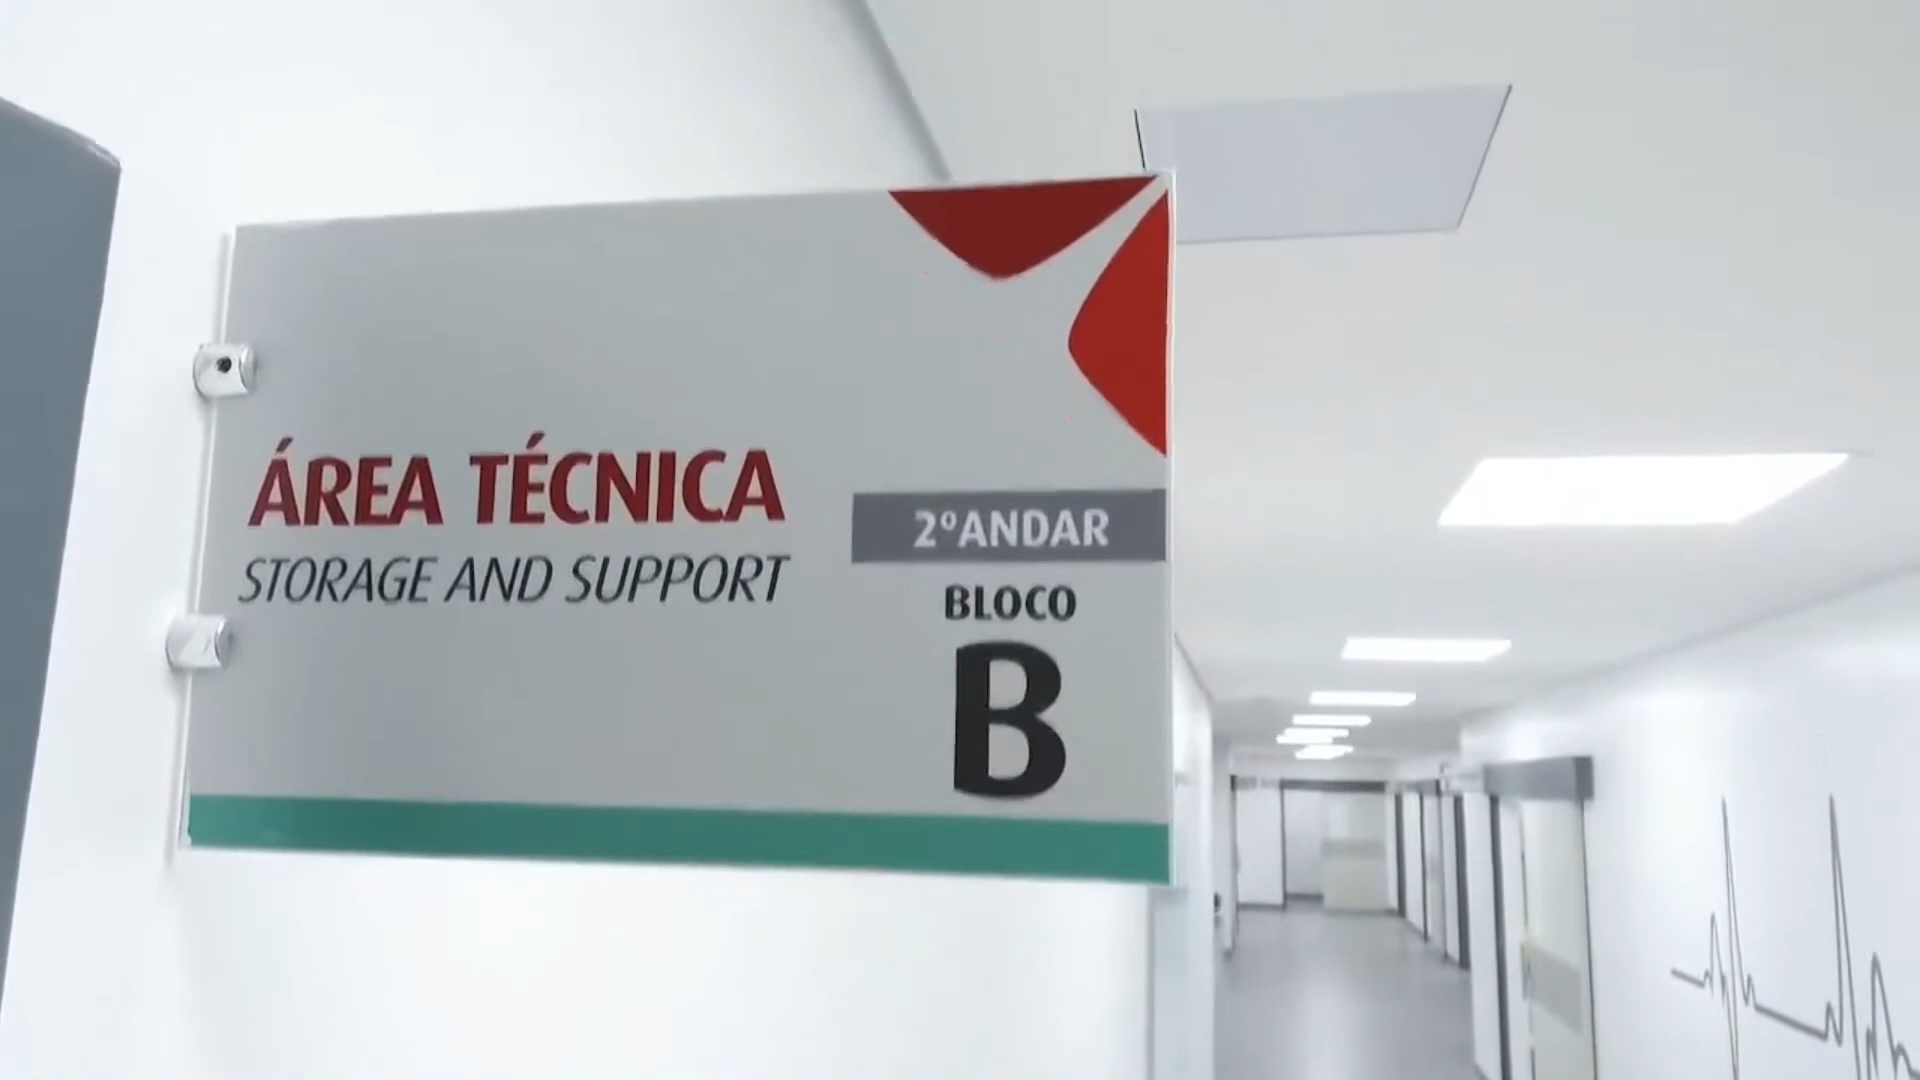 ÁREA TÉCNICA
STORAGE AND SUPPORT
2ºANDAR
BLOCO
B